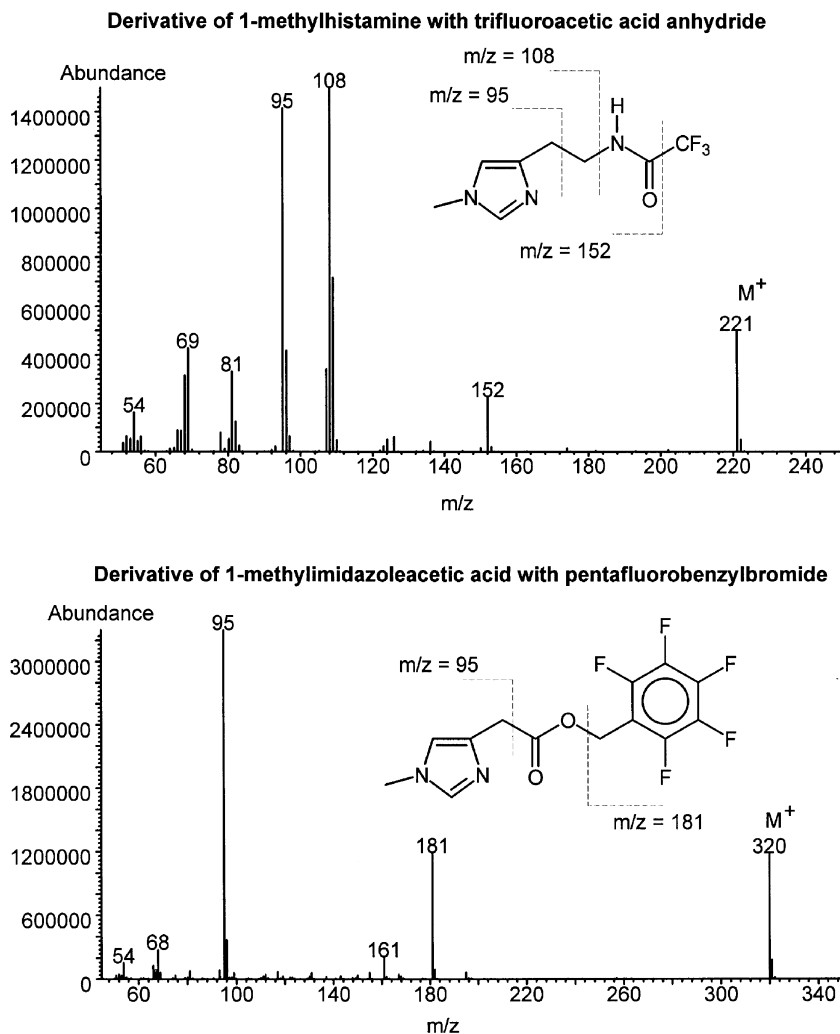 Derivative of 1-methylhistamine with trifluoroacetic acid anhydride
Abundance
1400000
1200000
1000000
800000
600000
400000
200000
0
108
95
69
81
54
152
M+
221
m/z = 108
m/z = 95
H
N
CF3
O
N
N
m/z = 152
60 80 100 120 140 160 180 200 220 240
m/z
Derivative of 1-methylimidazoleacetic acid with pentafluorobenzylbromide
Abundance
3000000
2400000
1800000
1200000
600000
0
95
54
68
161
181
M+
320
m/z = 95
F
F
F
O
O
N
N
F
F
m/z = 181
60 100 140 180 220 260 300 340
m/z